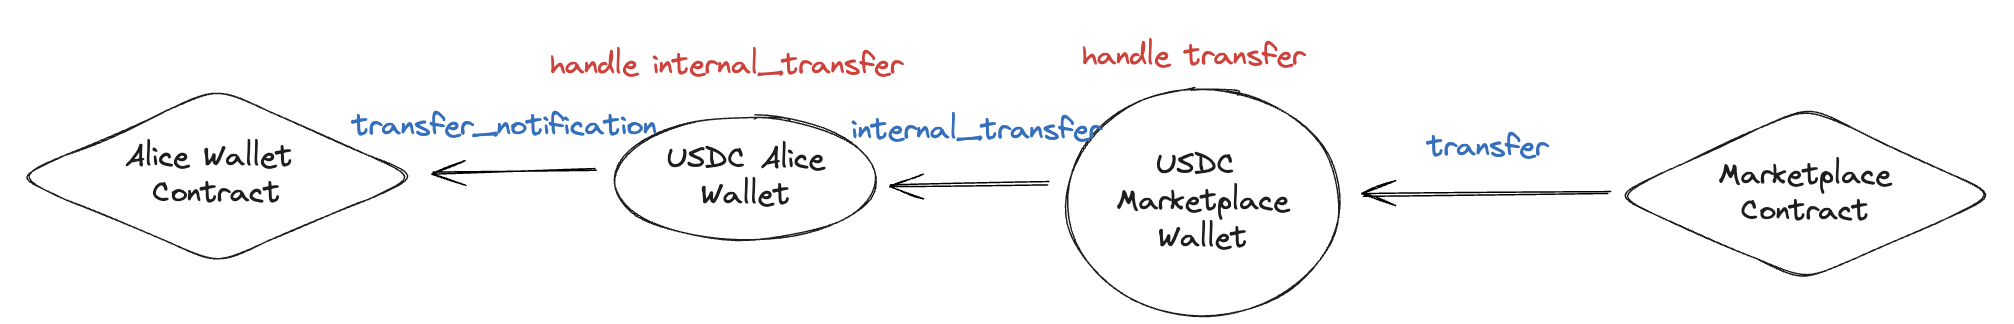 handle internal_transfer
handle transfer
transfer_notification
internal_transfer
transfer
Alice Wallet
Contract
USDC Alice
Wallet
USDC
Marketplace
Wallet
Marketplace
Contract